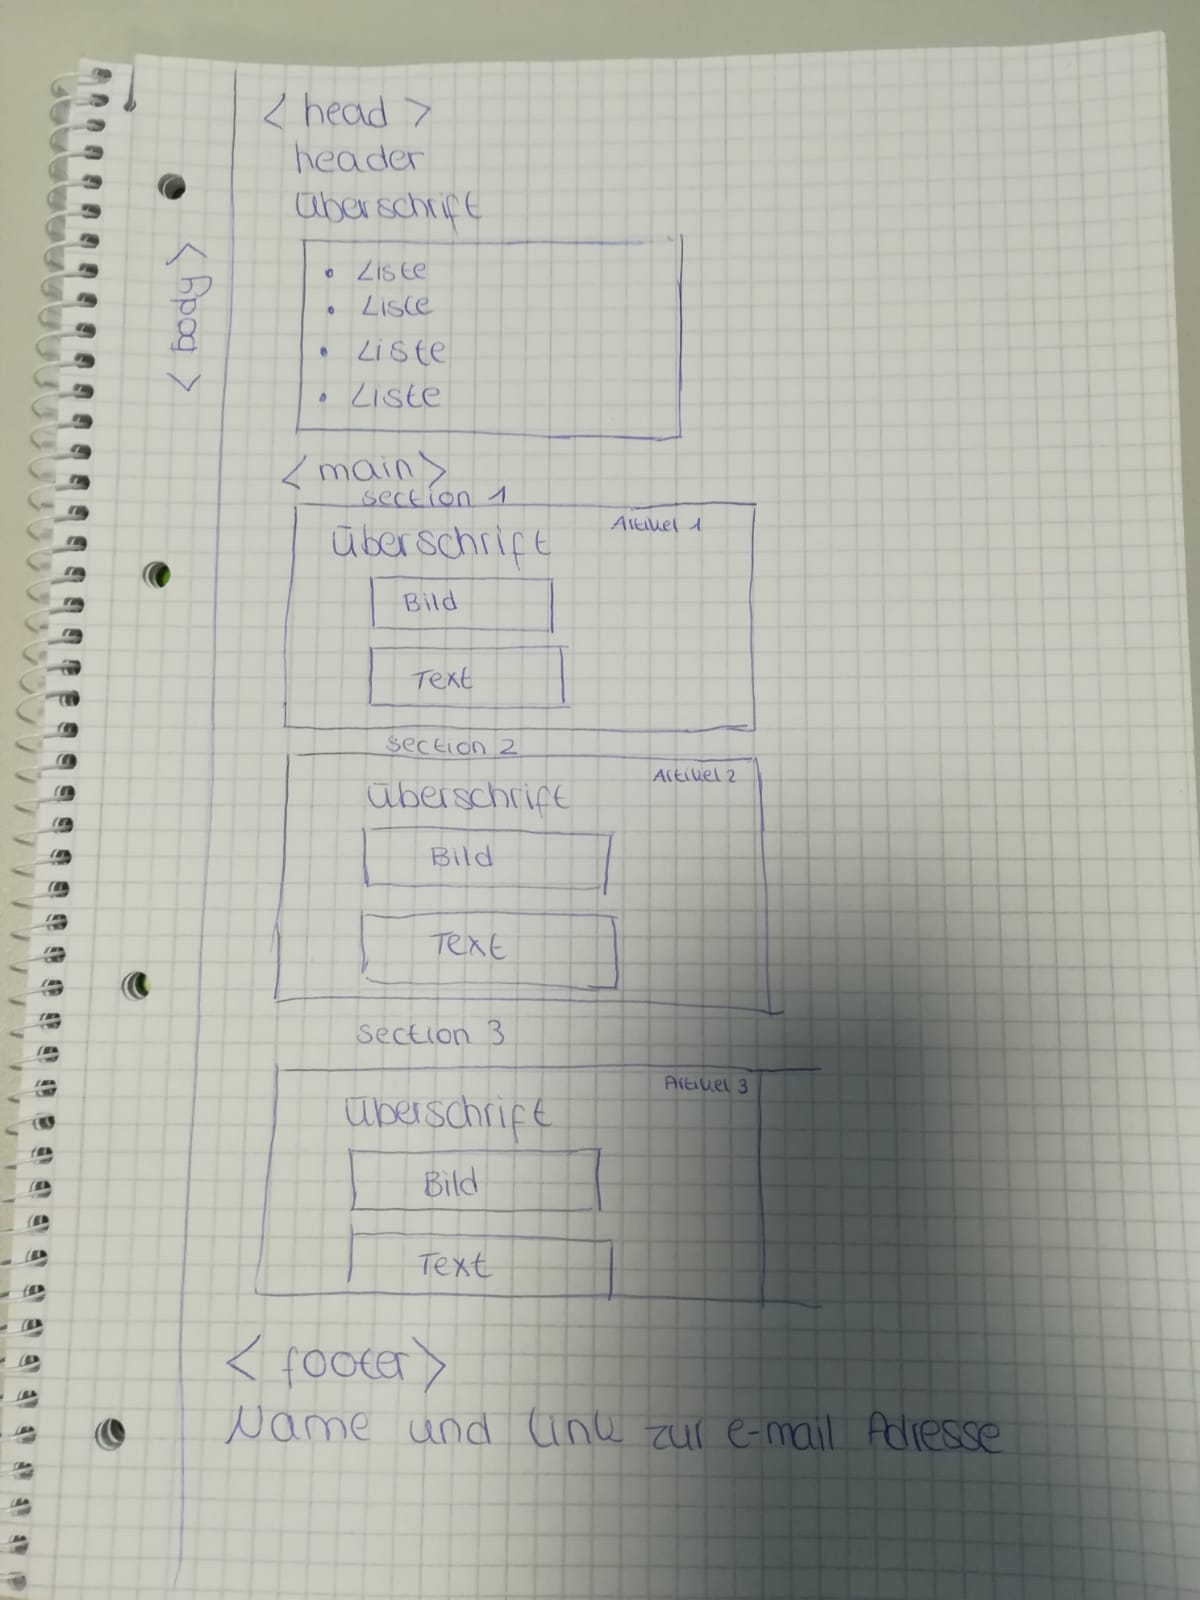 < head >
header
Überschrift
< body >
• Liste
• Liste
• Liste
• Liste
< main >
section 1
Artikel 1
Überschrift
Bild
Text
section 2
Artikel 2
Überschrift
Bild
Text
section 3
Artikel 3
Überschrift
Bild
Text
< footer >
Name und Link zur e-mail Adresse